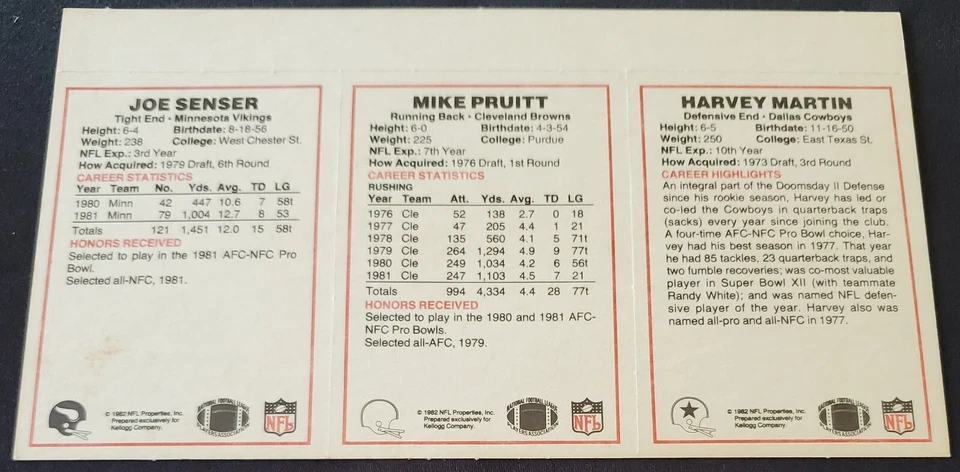 JOE SENSER
Tight End • Minnesota Vikings
Height: 6-4 Birthdate: 8-18-56
Weight: 238 College: West Chester St.
NFL Exp.: 3rd Year
How Acquired: 1979 Draft, 6th Round
CAREER STATISTICS
Year Team No. Yds. Avg. TD LG
1980 Minn 42 447 10.6 7 58t
1981 Minn 79 1,004 12.7 8 53
Totals 121 1,451 12.0 15 58t
HONORS RECEIVED
Selected to play in the 1981 AFC-NFC Pro
Bowl.
Selected all-NFC, 1981.
© 1982 NFL Properties, Inc.
Prepared exclusively for
Kellogg Company.
NATIONAL FOOTBALL LEAGUE
PLAYERS ASSOCIATION
NFL
MIKE PRUITT
Running Back • Cleveland Browns
Height: 6-0 Birthdate: 4-3-54
Weight: 225 College: Purdue
NFL Exp.: 7th Year
How Acquired: 1976 Draft, 1st Round
CAREER STATISTICS
RUSHING
Year Team Att. Yds. Avg. TD LG
1976 Cle 52 138 2.7 0 18
1977 Cle 47 205 4.4 1 21
1978 Cle 135 560 4.1 5 71t
1979 Cle 264 1,294 4.9 9 77t
1980 Cle 249 1,034 4.2 6 56t
1981 Cle 247 1,103 4.5 7 21
Totals 994 4,334 4.4 28 77t
HONORS RECEIVED
Selected to play in the 1980 and 1981 AFC-
NFC Pro Bowls.
Selected all-AFC, 1979.
© 1982 NFL Properties, Inc.
Prepared exclusively for
Kellogg Company.
NATIONAL FOOTBALL LEAGUE
PLAYERS ASSOCIATION
NFL
HARVEY MARTIN
Defensive End • Dallas Cowboys
Height: 6-5 Birthdate: 11-16-50
Weight: 250 College: East Texas St.
NFL Exp.: 10th Year
How Acquired: 1973 Draft, 3rd Round
CAREER HIGHLIGHTS
An integral part of the Doomsday II Defense
since his rookie season, Harvey has led or
co-led the Cowboys in quarterback traps
(sacks) every year since joining the club.
A four-time AFC-NFC Pro Bowl choice, Har-
vey had his best season in 1977. That year
he had 85 tackles, 23 quarterback traps, and
two fumble recoveries; was co-most valuable
player in Super Bowl XII (with teammate
Randy White); and was named NFL defen-
sive player of the year. Harvey also was
named all-pro and all-NFC in 1977.
© 1982 NFL Properties, Inc.
Prepared exclusively for
Kellogg Company.
NATIONAL FOOTBALL LEAGUE
PLAYERS ASSOCIATION
NFL